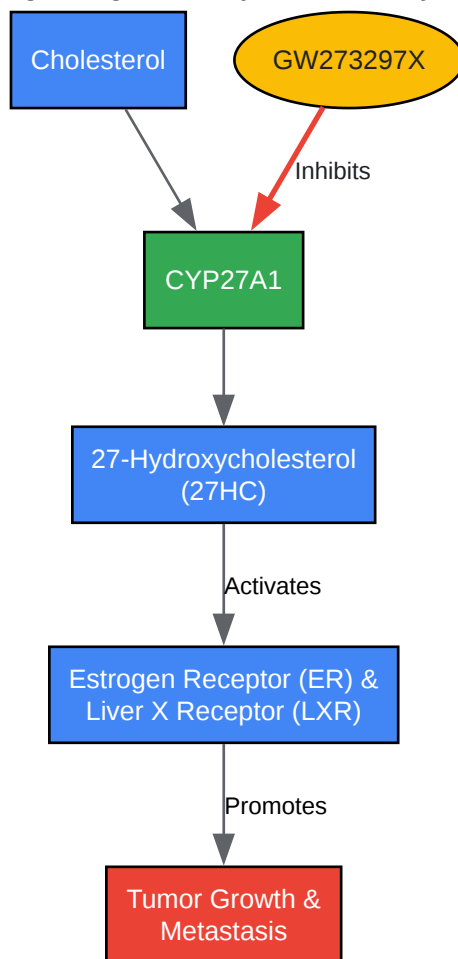 Cholesterol
GW273297X
Inhibits
CYP27A1
27-Hydroxycholesterol
(27HC)
Activates
Estrogen Receptor (ER) &
Liver X Receptor (LXR)
Promotes
Tumor Growth &
Metastasis